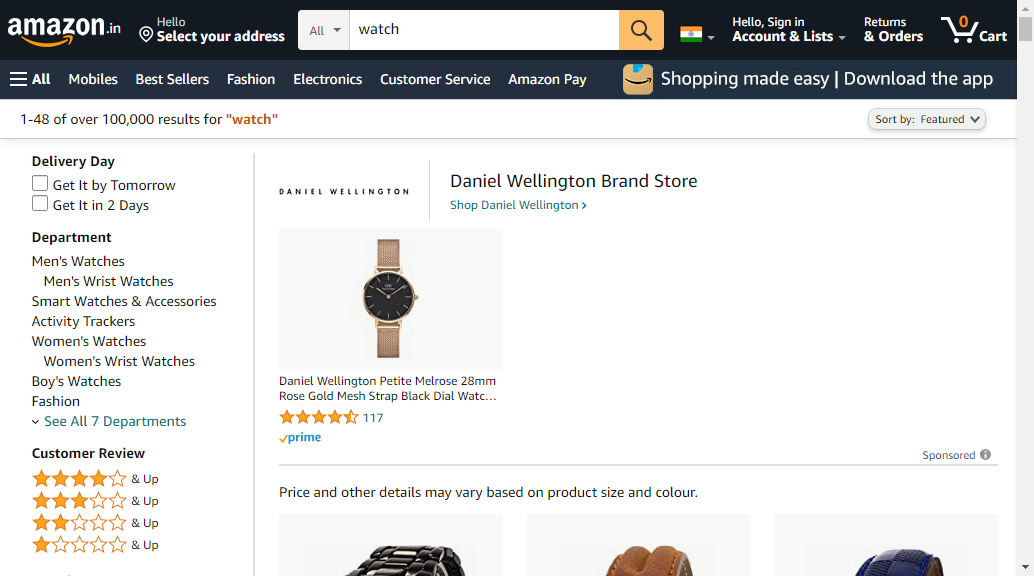 amazon.in
Hello
Select your address
All
watch
Hello, Sign in
Account & Lists
Returns
& Orders
0
Cart
All
Mobiles
Best Sellers
Fashion
Electronics
Customer Service
Amazon Pay
Shopping made easy | Download the app
1-48 of over 100,000 results for "watch"
Sort by: Featured
Delivery Day
Get It by Tomorrow
Get It in 2 Days
Department
Men's Watches
Men's Wrist Watches
Smart Watches & Accessories
Activity Trackers
Women's Watches
Women's Wrist Watches
Boy's Watches
Fashion
See All 7 Departments
Customer Review
& Up
& Up
& Up
& Up
DANIEL WELLINGTON
Daniel Wellington Brand Store
Shop Daniel Wellington ›
Daniel Wellington Petite Melrose 28mm
Rose Gold Mesh Strap Black Dial Watc...
117
prime
Sponsored
Price and other details may vary based on product size and colour.